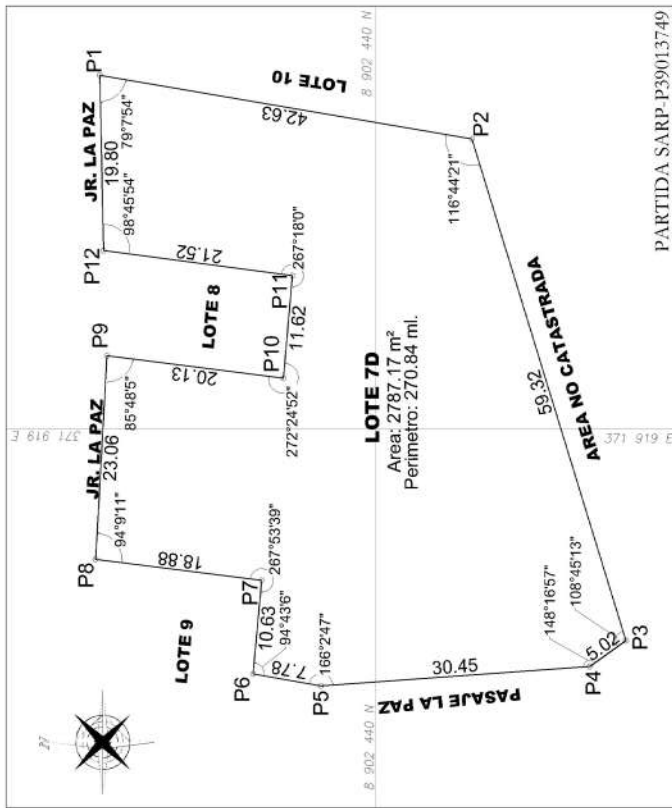 N
P1
JR. LA PAZ
19.80
79°7'54"
98°45'54"
P12
LOTE 10
42.63
8 902 440 N
P2
116°44'21"
21.52
267°18'0"
P11
LOTE 8
11.62
P10
272°24'52"
20.13
P9
85°48'5"
JR. LA PAZ
23.06
94°9'11"
P8
18.88
267°53'39"
P7
LOTE 9
10.63
94°43'6"
P6
7.78
166°2'47"
P5
30.45
PASAJE LA PAZ
148°16'57"
P4
5.02
108°45'13"
P3
59.32
AREA NO CATASTRADA
LOTE 7D
Area: 2787.17 m²
Perimetro: 270.84 ml.
371 919 E
371 919 E
8 902 440 N
PARTIDA SARP-P39013749